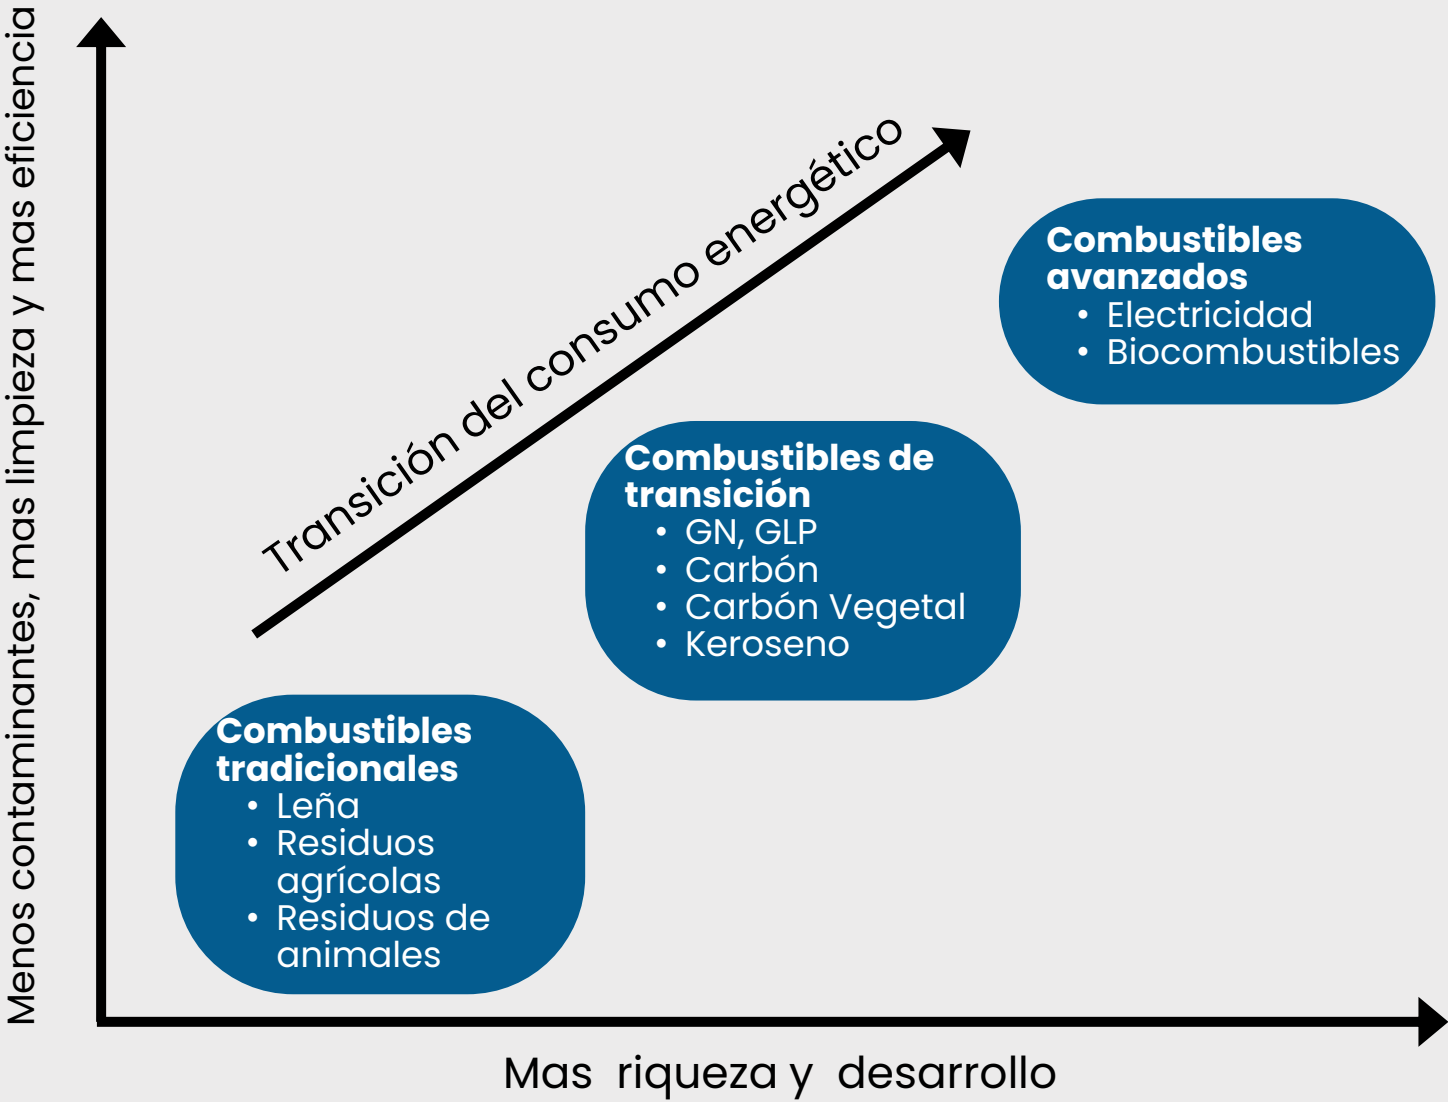 Menos contaminantes, mas limpieza y mas eficiencia
Transición del consumo energético
Combustibles
avanzados
• Electricidad
• Biocombustibles
Combustibles de
transición
• GN, GLP
• Carbón
• Carbón Vegetal
• Keroseno
Combustibles
tradicionales
• Leña
• Residuos
agrícolas
• Residuos de
animales
Mas riqueza y desarrollo